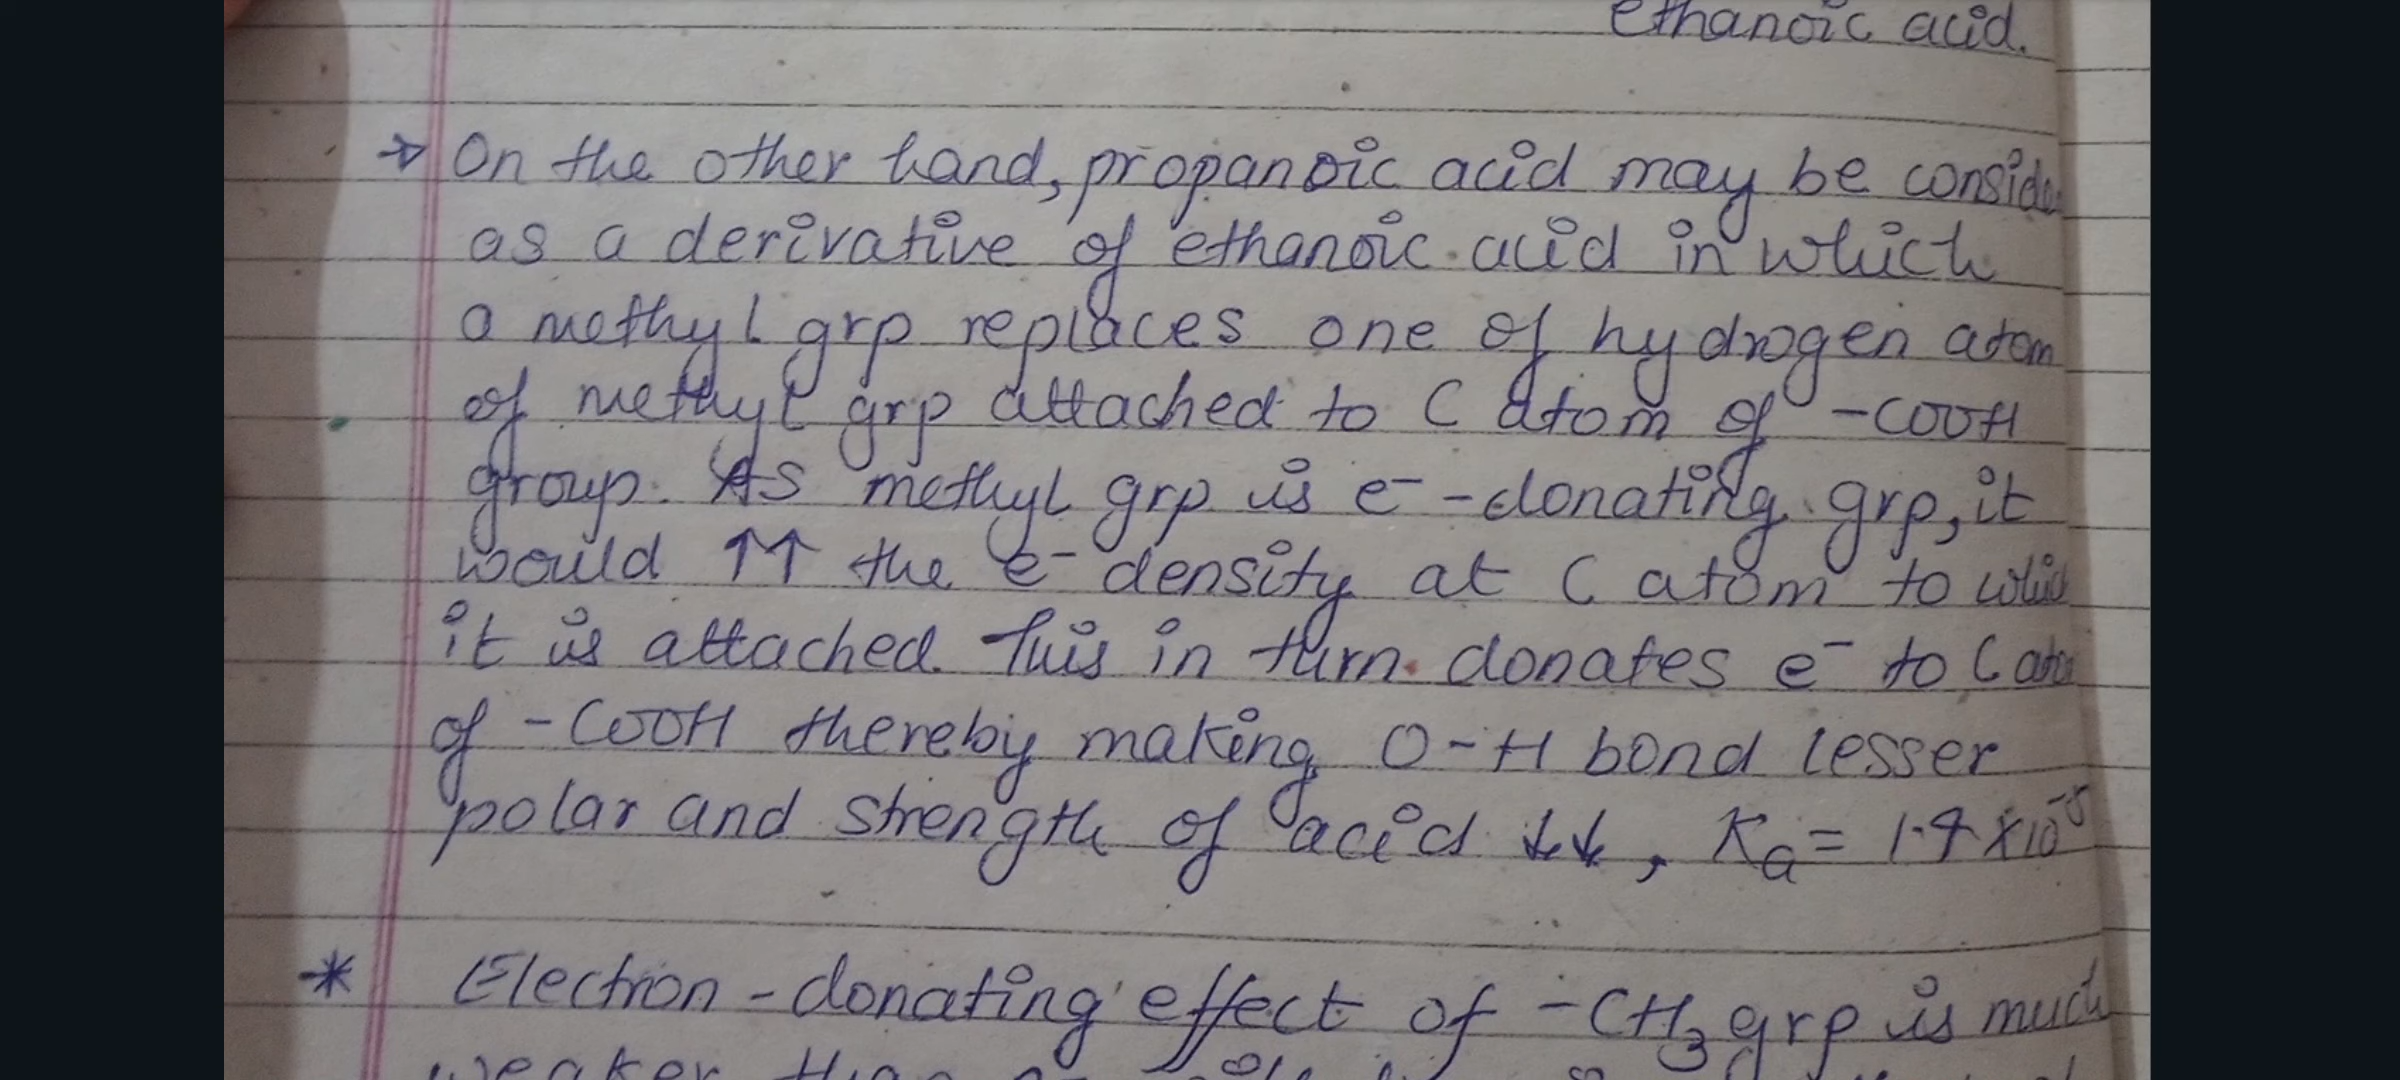 ethanoic acid.
→ On the other hand, propanoic acid may be conside
as a derivative of ethanoic acid in which
a methyl grp replaces one of hydrogen atom
of methyl grp attached to C atom of -COOH
group. As methyl grp is e⁻-donating grp, it
would ↑↑ the e⁻ density at C atom to whic
it is attached. This in turn donates e⁻ to C ato
of -COOH thereby making O-H bond lesser
polar and strength of acid ↓↓, Ka = 1.4 x10⁻⁵
* Electron-donating effect of -CH₃ grp is much
weaker than